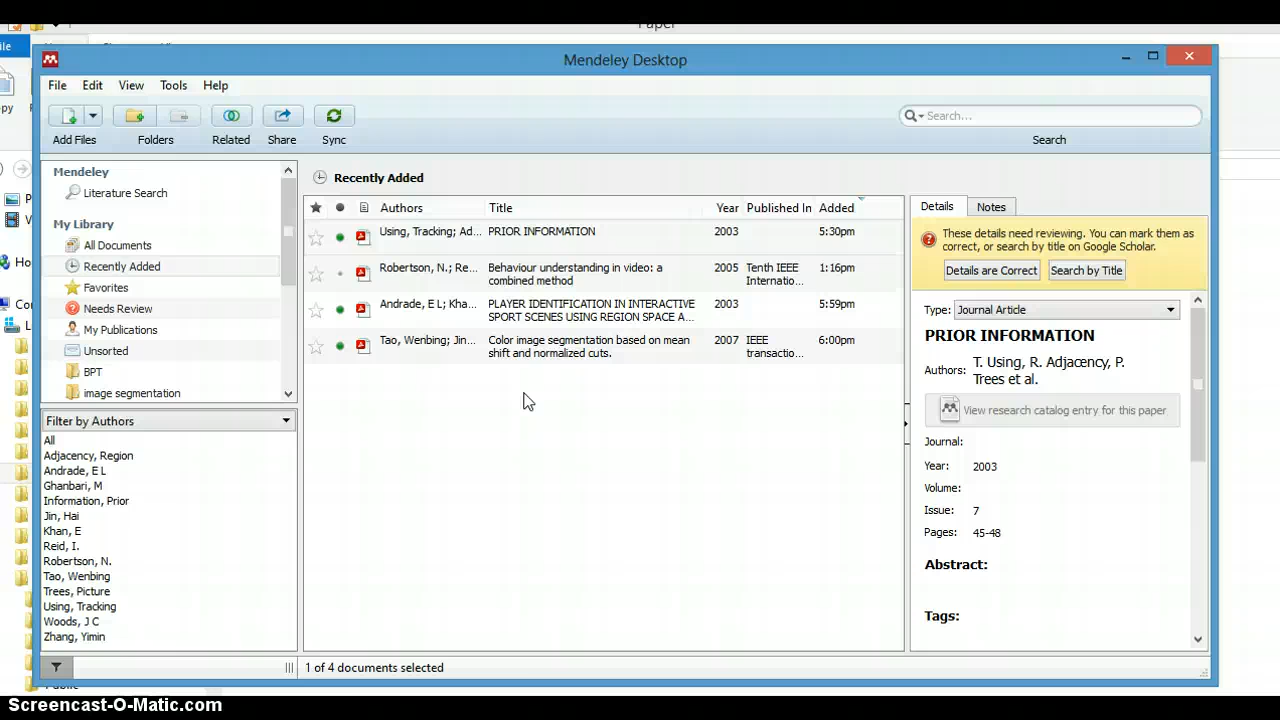 Paper
Mendeley Desktop
File Edit View Tools Help
Add Files Folders Related Share Sync
Search...
Search
Mendeley
Literature Search
My Library
All Documents
Recently Added
Favorites
Needs Review
My Publications
Unsorted
BPT
image segmentation
Filter by Authors
All
Adjacency, Region
Andrade, E L
Ghanbari, M
Information, Prior
Jin, Hai
Khan, E
Reid, I.
Robertson, N.
Tao, Wenbing
Trees, Picture
Using, Tracking
Woods, J C
Zhang, Yimin
Recently Added
Authors Title Year Published In Added
Using, Tracking; Ad... PRIOR INFORMATION 2003 5:30pm
Robertson, N.; Re... Behaviour understanding in video: a 2005 Tenth IEEE 1:16pm
combined method Internatio...
Andrade, E L; Kha... PLAYER IDENTIFICATION IN INTERACTIVE 2003 5:59pm
SPORT SCENES USING REGION SPACE A...
Tao, Wenbing; Jin... Color image segmentation based on mean 2007 IEEE 6:00pm
shift and normalized cuts. transactio...
1 of 4 documents selected
Details Notes
These details need reviewing. You can mark them as
correct, or search by title on Google Scholar.
Details are Correct Search by Title
Type: Journal Article
PRIOR INFORMATION
Authors: T. Using, R. Adjacency, P.
Trees et al.
View research catalog entry for this paper
Journal:
Year: 2003
Volume:
Issue: 7
Pages: 45-48
Abstract:
Tags:
Screencast-O-Matic.com